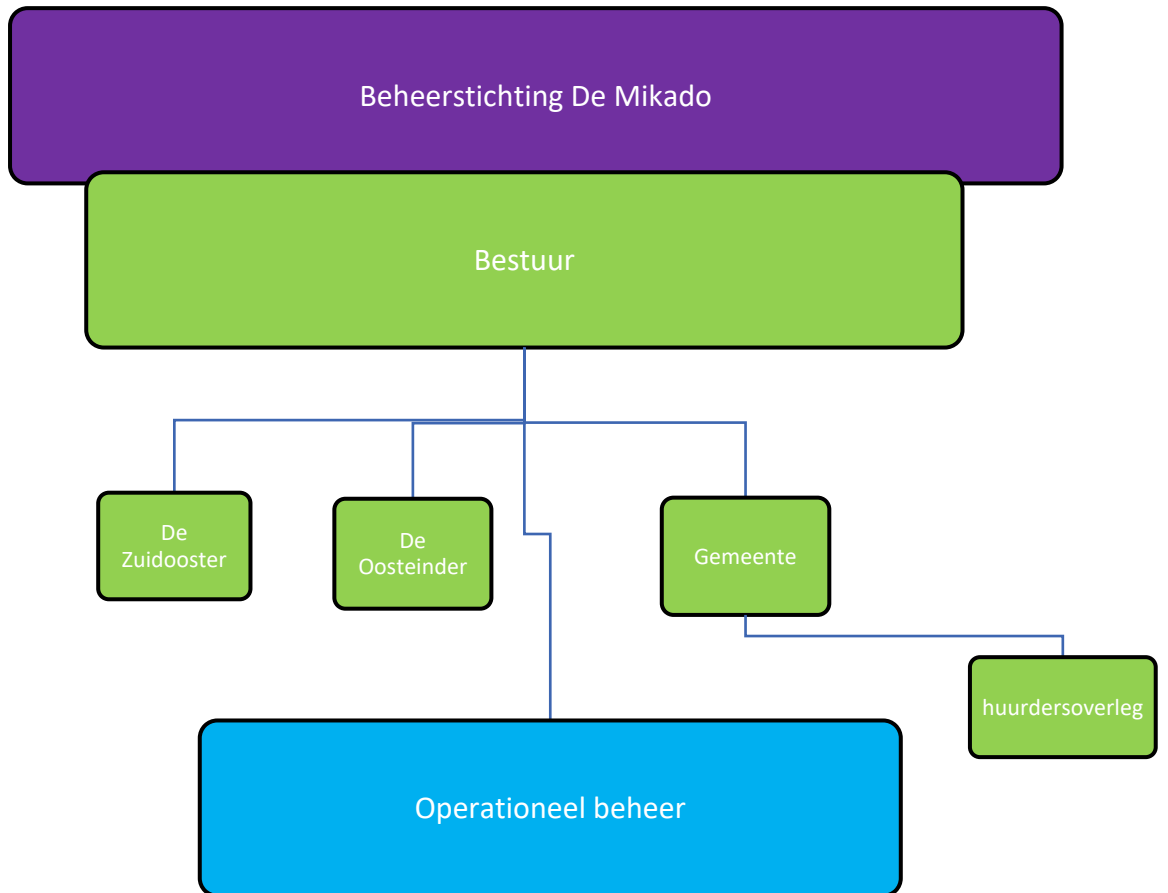 Beheerstichting De Mikado
Bestuur
De
Zuidooster
De
Oosteinder
Gemeente
huurdersoverleg
Operationeel beheer